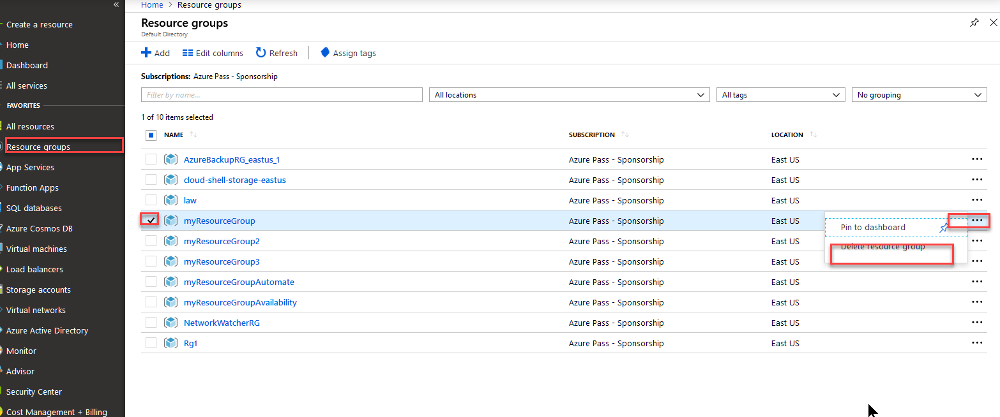 «
Home > Resource groups
Create a resource
Home
Dashboard
All services
FAVORITES
All resources
Resource groups
App Services
Function Apps
SQL databases
Azure Cosmos DB
Virtual machines
Load balancers
Storage accounts
Virtual networks
Azure Active Directory
Monitor
Advisor
Security Center
Cost Management + Billing
Resource groups
Default Directory
Add Edit columns Refresh Assign tags
Subscriptions: Azure Pass - Sponsorship
Filter by name... All locations All tags No grouping
1 of 10 items selected
NAME SUBSCRIPTION LOCATION
AzureBackupRG_eastus_1 Azure Pass - Sponsorship East US
cloud-shell-storage-eastus Azure Pass - Sponsorship East US
law Azure Pass - Sponsorship East US
myResourceGroup Azure Pass - Sponsorship East US
Pin to dashboard
myResourceGroup2 Azure Pass - Sponsorship East US
Delete resource group
myResourceGroup3 Azure Pass - Sponsorship East US
myResourceGroupAutomate Azure Pass - Sponsorship East US
myResourceGroupAvailability Azure Pass - Sponsorship East US
NetworkWatcherRG Azure Pass - Sponsorship East US
Rg1 Azure Pass - Sponsorship East US